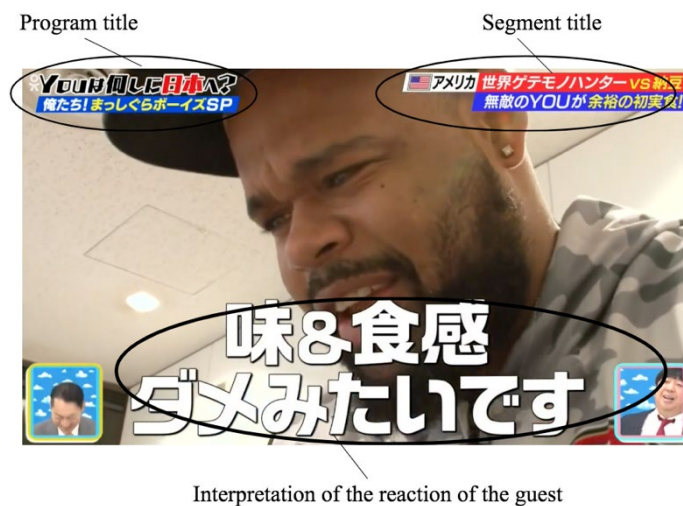 Program title
Segment title
YOUは何しに日本へ?
俺たち!まっしぐらボーイズSP
アメリカ 世界ゲテモノハンターVS納豆
無敵のYOUが余裕の初実食!
味&食感
ダメみたいです
Interpretation of the reaction of the guest